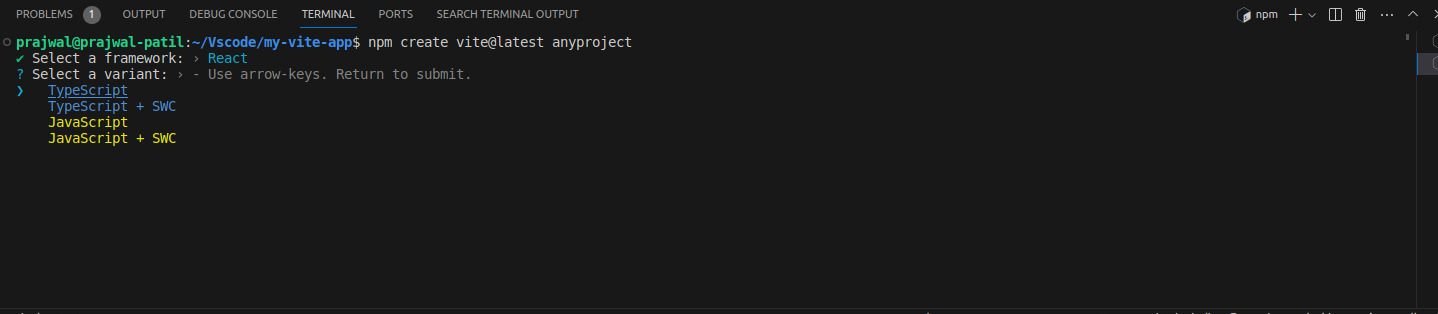 PROBLEMS 1 OUTPUT DEBUG CONSOLE TERMINAL PORTS SEARCH TERMINAL OUTPUT npm
prajwal@prajwal-patil:~/Vscode/my-vite-app$ npm create vite@latest anyproject
✔ Select a framework: › React
? Select a variant: › - Use arrow-keys. Return to submit.
❯ TypeScript
TypeScript + SWC
JavaScript
JavaScript + SWC